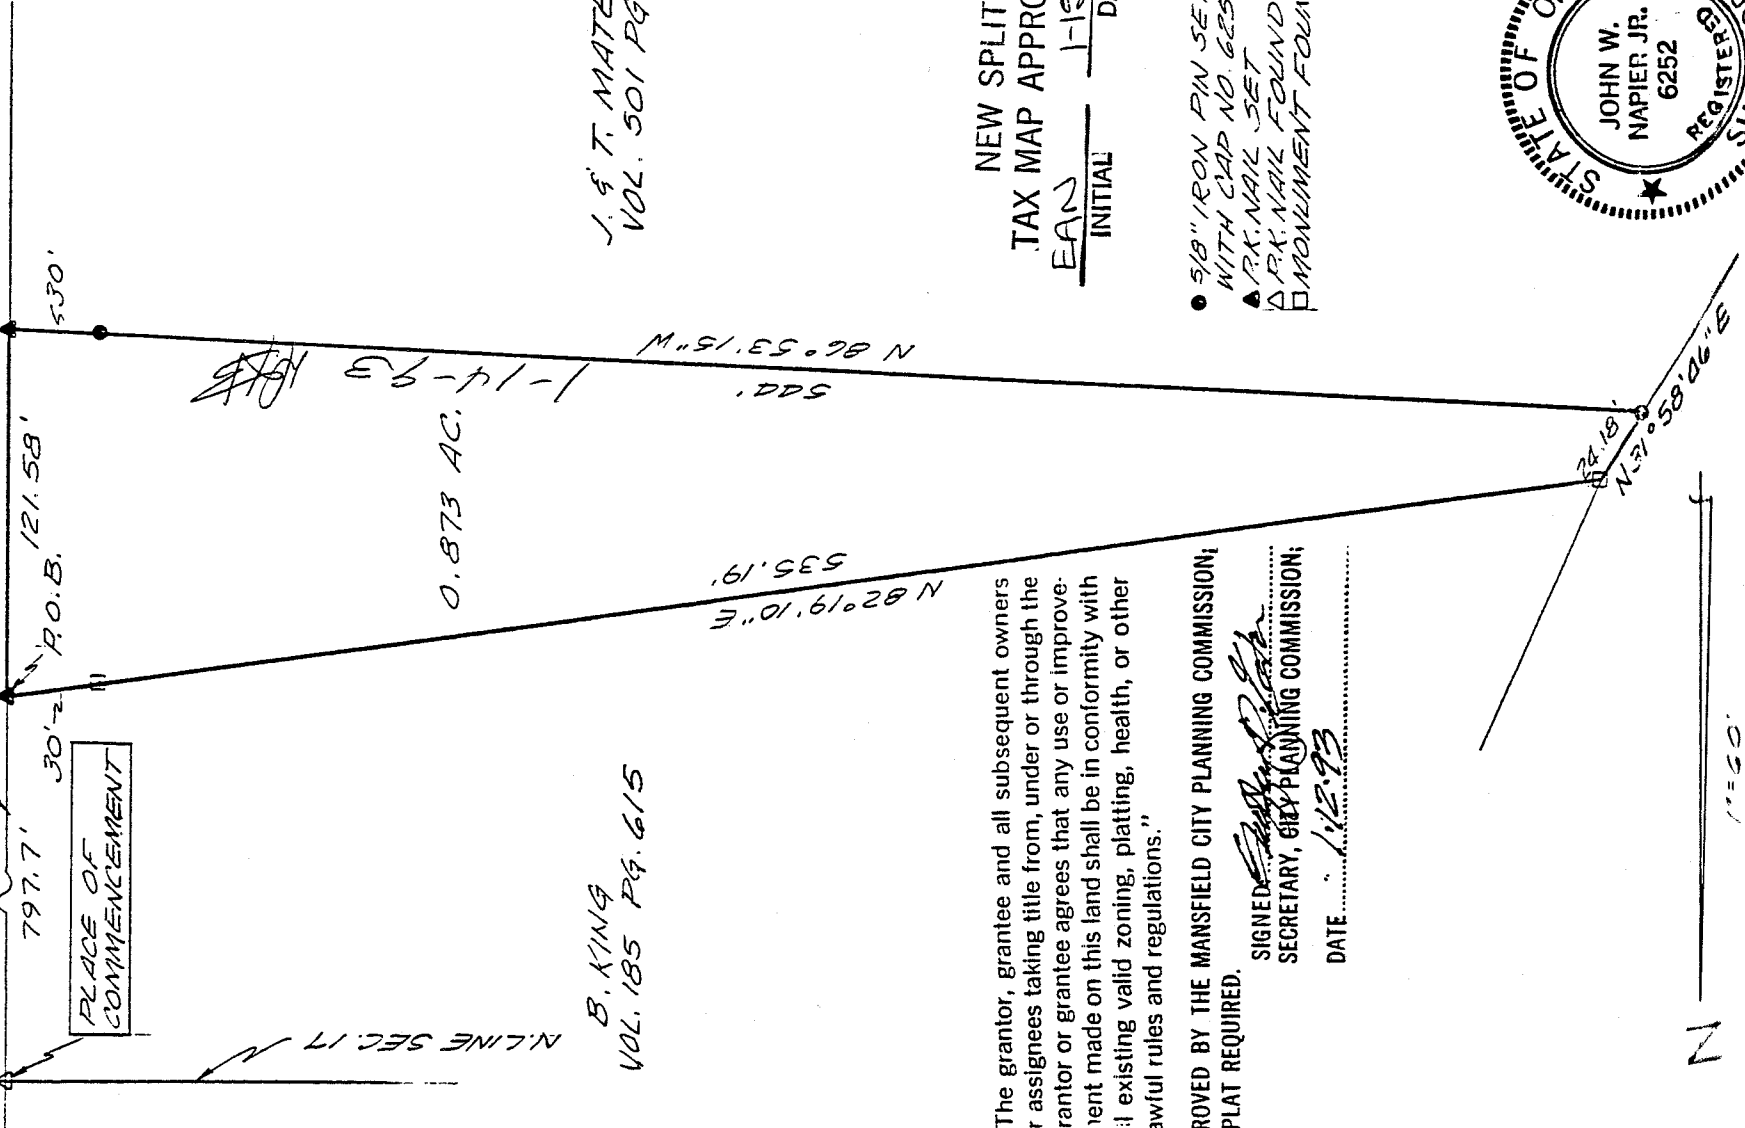 797.7'
PLACE OF
COMMENCEMENT
30'
P.O.B.
121.58'
30'
N.LINE SEC. 17
B. KING
VOL. 185 PG. 615
0.873 AC.
1-14-93
N 82°19'10"E
535.19'
N 86°53'15"W
544'
24.18'
N.31°58'06"E
J. & T. MATE
VOL. 501 PG
NEW SPLIT
TAX MAP APPRO
EAN
INITIAL
● 5/8" IRON PIN SE
WITH CAP NO. 625
▲ P.K. NAIL SET
△ P.K. NAIL FOUND
□ MONUMENT FOUN
STATE OF
JOHN W.
NAPIER JR.
6252
REGISTERED
The grantor, grantee and all subsequent owners
r assignees taking title from, under or through the
rantor or grantee agrees that any use or improve-
nent made on this land shall be in conformity with
l existing valid zoning, platting, health, or other
awful rules and regulations."
ROVED BY THE MANSFIELD CITY PLANNING COMMISSION;
PLAT REQUIRED.
SIGNED
SECRETARY, CITY PLANNING COMMISSION;
DATE 1.12.93
N
1"=60'